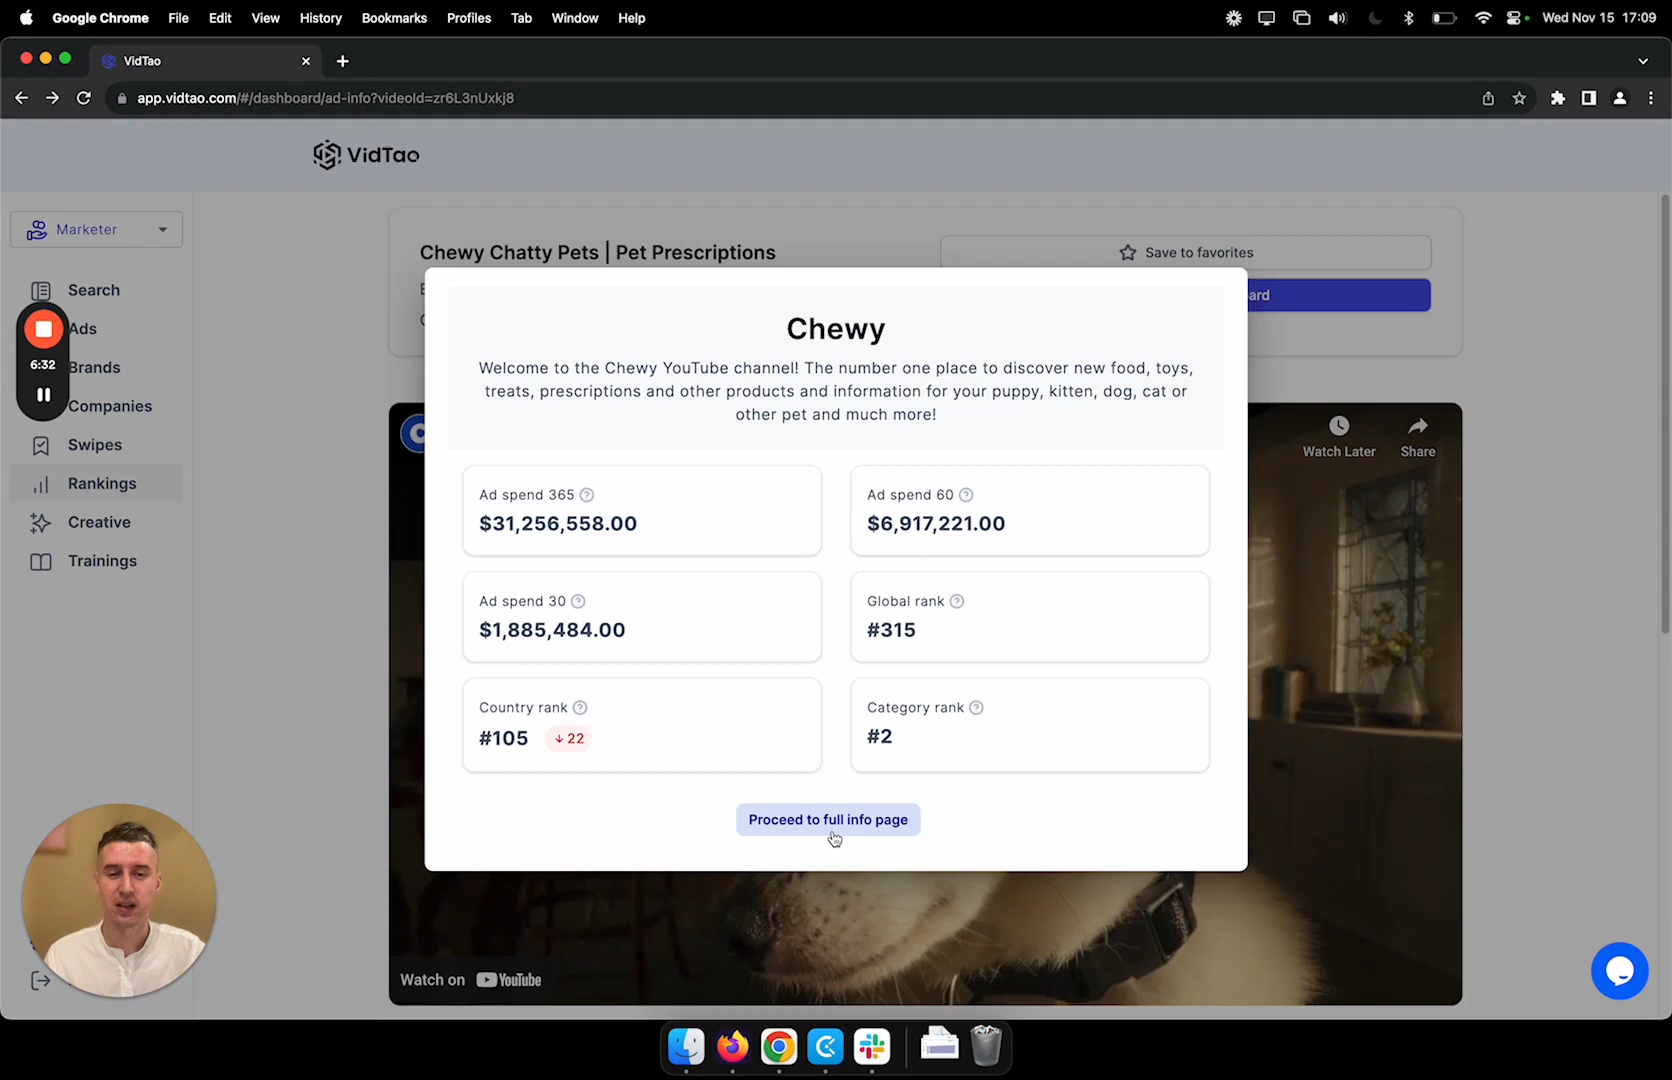 Google Chrome File Edit View History Bookmarks Profiles Tab Window Help Wed Nov 15 17:09
VidTao
app.vidtao.com/#/dashboard/ad-info?videoId=zr6L3nUxkj8
VidTao
Marketer
Search
Ads
Brands
Companies
Swipes
Rankings
Creative
Trainings
6:32
Chewy Chatty Pets | Pet Prescriptions
Save to favorites
ard
Chewy
Welcome to the Chewy YouTube channel! The number one place to discover new food, toys,
treats, prescriptions and other products and information for your puppy, kitten, dog, cat or
other pet and much more!
Ad spend 365
$31,256,558.00
Ad spend 60
$6,917,221.00
Ad spend 30
$1,885,484.00
Global rank
#315
Country rank
#105 ↓ 22
Category rank
#2
Proceed to full info page
Watch Later
Share
Watch on YouTube